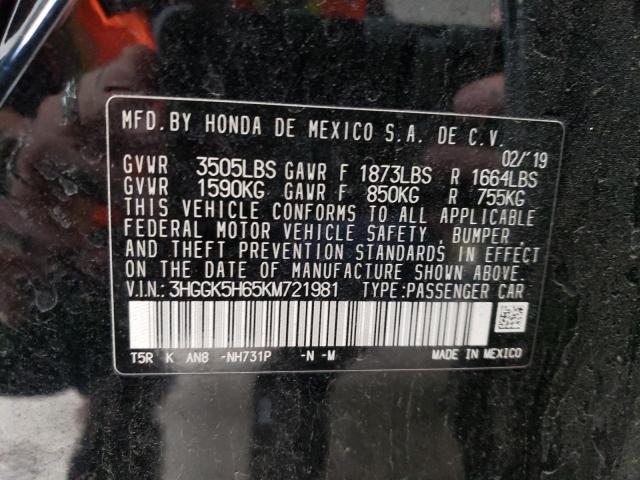 MFD. BY HONDA DE MEXICO S.A. DE C.V.
02/'19
GVWR 3505LBS GAWR F 1873LBS R 1664LBS
GVWR 1590KG GAWR F 850KG R 755KG
THIS VEHICLE CONFORMS TO ALL APPLICABLE
FEDERAL MOTOR VEHICLE SAFETY, BUMPER,
AND THEFT PREVENTION STANDARDS IN EFFECT
ON THE DATE OF MANUFACTURE SHOWN ABOVE.
V.I.N.: 3HGGK5H65KM721981 TYPE: PASSENGER CAR
T5R K AN8 -NH731P -N -M MADE IN MEXICO